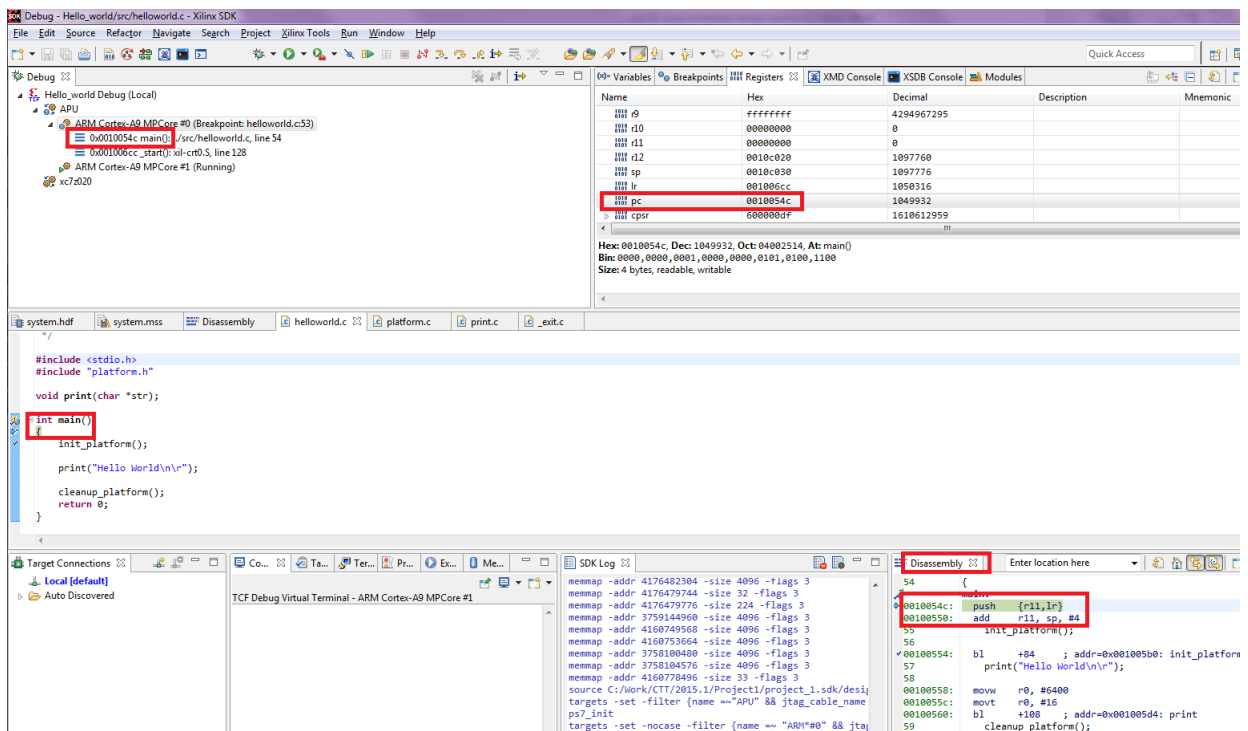 Debug - Hello_world/src/helloworld.c - Xilinx SDK
File Edit Source Refactor Navigate Search Project Xilinx Tools Run Window Help
Quick Access
Debug
Hello_world Debug (Local)
APU
ARM Cortex-A9 MPCore #0 (Breakpoint: helloworld.c:53)
0x0010054c main(): ../src/helloworld.c, line 54
0x001006cc _start(): xil-crt0.S, line 128
ARM Cortex-A9 MPCore #1 (Running)
xc7z020
Variables Breakpoints Registers XMD Console XSDB Console Modules
Name Hex Decimal Description Mnemonic
r9 ffffffff 4294967295
r10 00000000 0
r11 00000000 0
r12 0010c020 1097760
sp 0010c030 1097776
lr 001006cc 1050316
pc 0010054c 1049932
cpsr 600000df 1610612959
Hex: 0010054c, Dec: 1049932, Oct: 04002514, At: main()
Bin: 0000,0000,0001,0000,0000,0101,0100,1100
Size: 4 bytes, readable, writable
system.hdf system.mss Disassembly helloworld.c platform.c print.c _exit.c
*/
#include <stdio.h>
#include "platform.h"
void print(char *str);
int main()
{
init_platform();
print("Hello World\n\r");
cleanup_platform();
return 0;
}
Target Connections
Local [default]
Auto Discovered
Co... Ta... Ter... Pr... Ex... Me...
TCF Debug Virtual Terminal - ARM Cortex-A9 MPCore #1
SDK Log
memmap -addr 4176482304 -size 4096 -flags 3
memmap -addr 4176479744 -size 32 -flags 3
memmap -addr 4176479776 -size 224 -flags 3
memmap -addr 3759144960 -size 4096 -flags 3
memmap -addr 4160749568 -size 4096 -flags 3
memmap -addr 4160753664 -size 4096 -flags 3
memmap -addr 3758100480 -size 4096 -flags 3
memmap -addr 3758104576 -size 4096 -flags 3
memmap -addr 4160778496 -size 33 -flags 3
source C:/Work/CTT/2015.1/Project1/project_1.sdk/desig
targets -set -filter {name =~"APU" && jtag_cable_name
ps7_init
targets -set -nocase -filter {name =~ "ARM*#0" && jtag
Disassembly Enter location here
54 {
main:
0010054c: push {r11,lr}
00100550: add r11, sp, #4
55 init_platform();
56
00100554: bl +84 ; addr=0x001005b0: init_platform
57 print("Hello World\n\r");
58
00100558: movw r0, #6400
0010055c: movt r0, #16
00100560: bl +108 ; addr=0x001005d4: print
59 cleanup_platform();